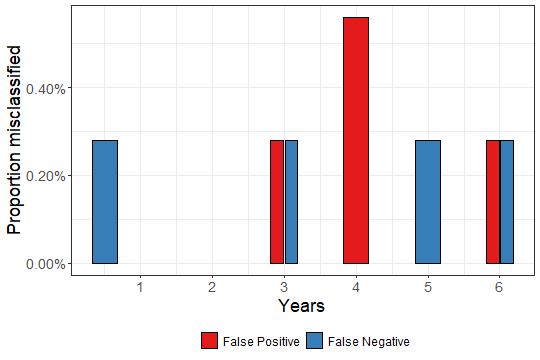 Proportion misclassified
0.40%
0.20%
0.00%
1 2 3 4 5 6
Years
False Positive False Negative